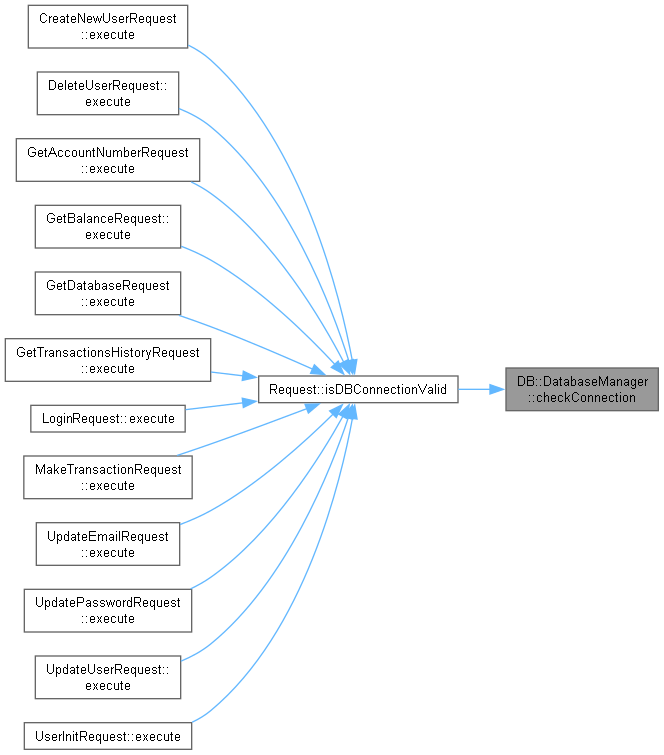 CreateNewUserRequest
::execute
DeleteUserRequest::
execute
GetAccountNumberRequest
::execute
GetBalanceRequest::
execute
GetDatabaseRequest
::execute
GetTransactionsHistoryRequest
::execute
LoginRequest::execute
MakeTransactionRequest
::execute
UpdateEmailRequest
::execute
UpdatePasswordRequest
::execute
UpdateUserRequest::
execute
UserInitRequest::execute
Request::isDBConnectionValid
DB::DatabaseManager
::checkConnection